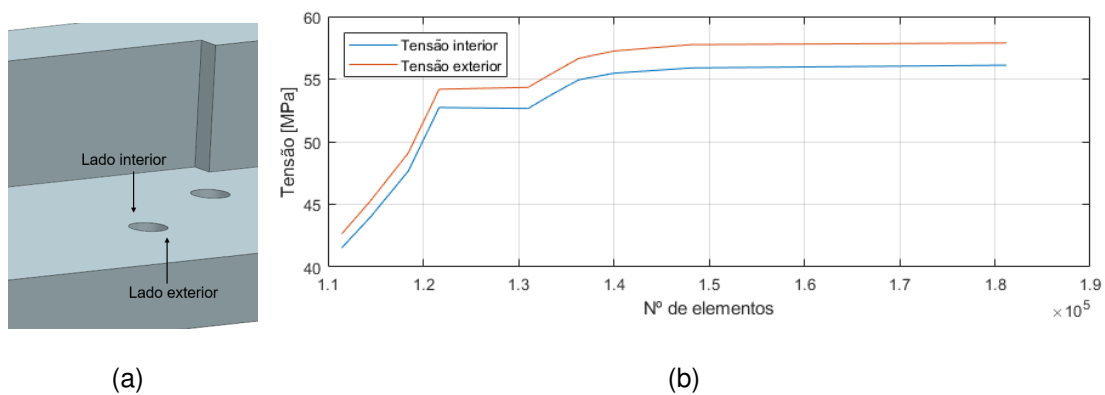 Lado interior
Lado exterior
(a)
Tensão interior
Tensão exterior
Tensão [MPa]
60
55
50
45
40
1.1 1.2 1.3 1.4 1.5 1.6 1.7 1.8 1.9
Nº de elementos
× 10⁵
(b)